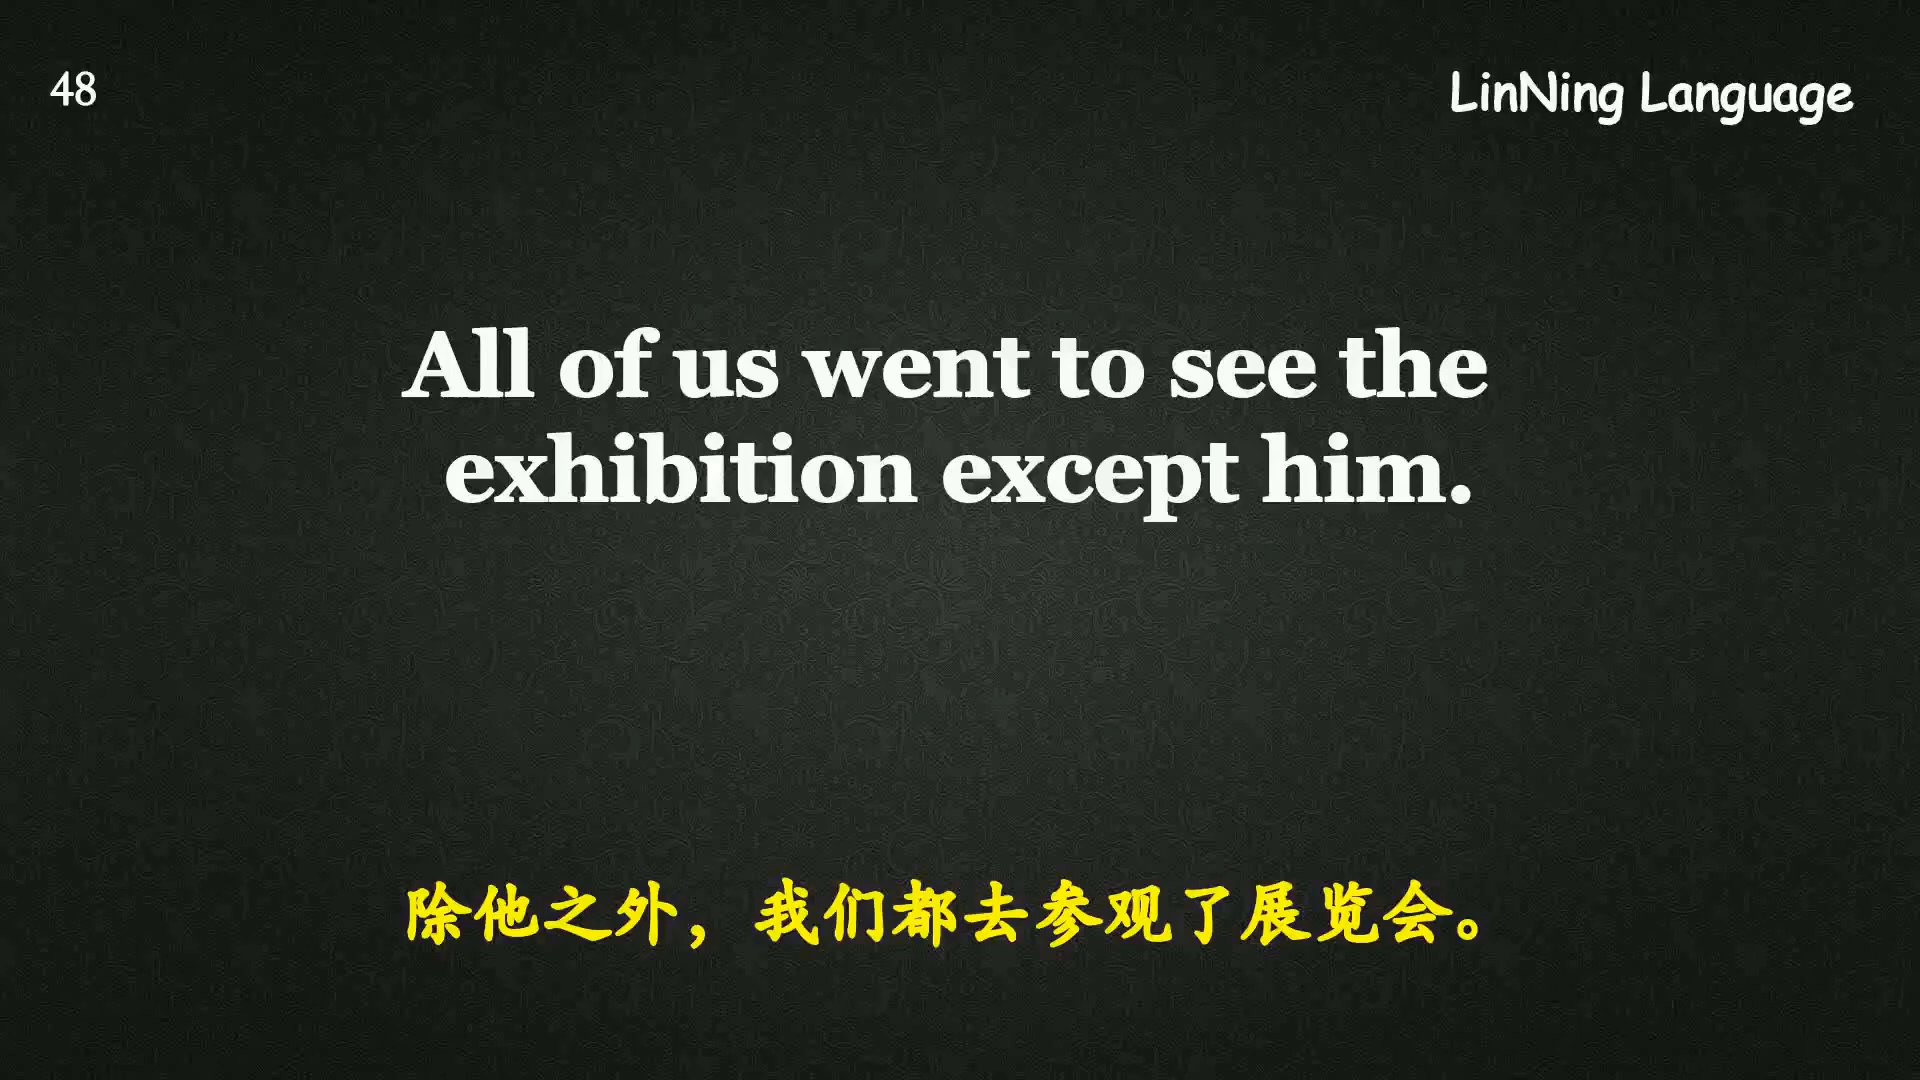 48
LinNing Language
All of us went to see the
exhibition except him.
除他之外，我们都去参观了展览会。